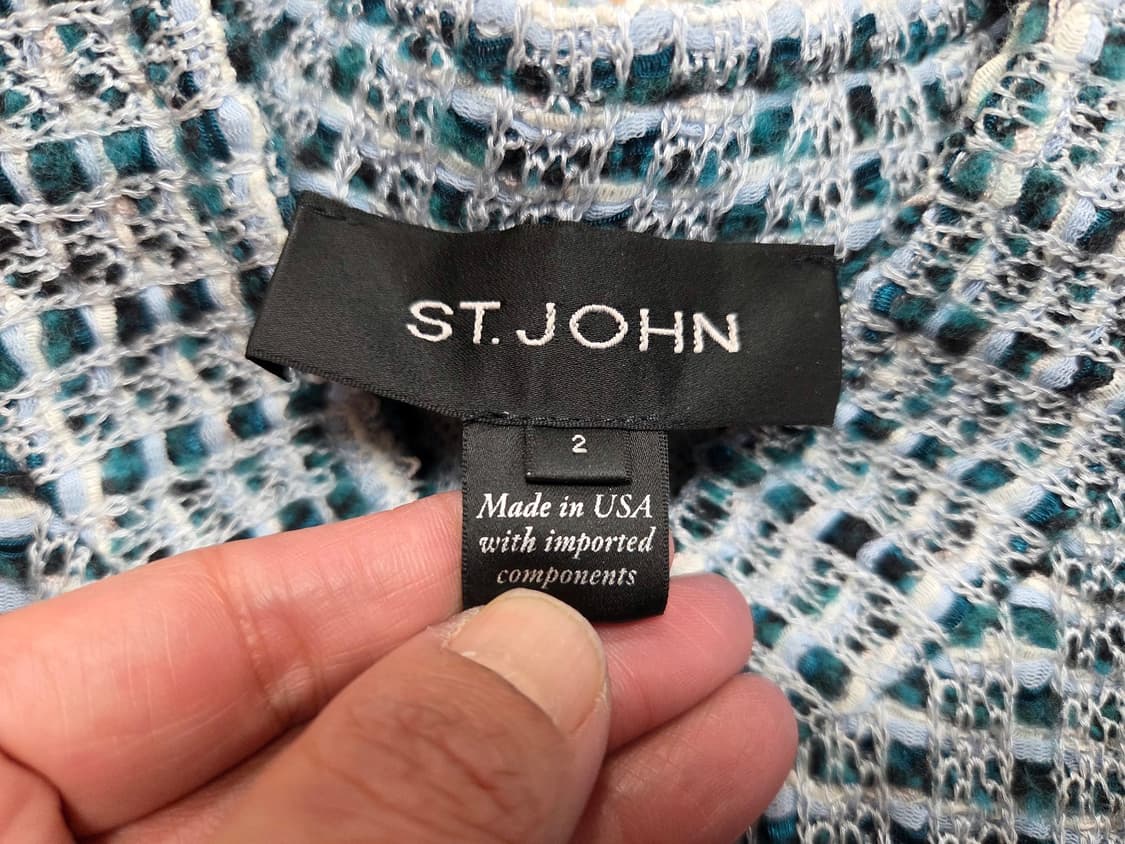 ST. JOHN
2
Made in USA
with imported
components